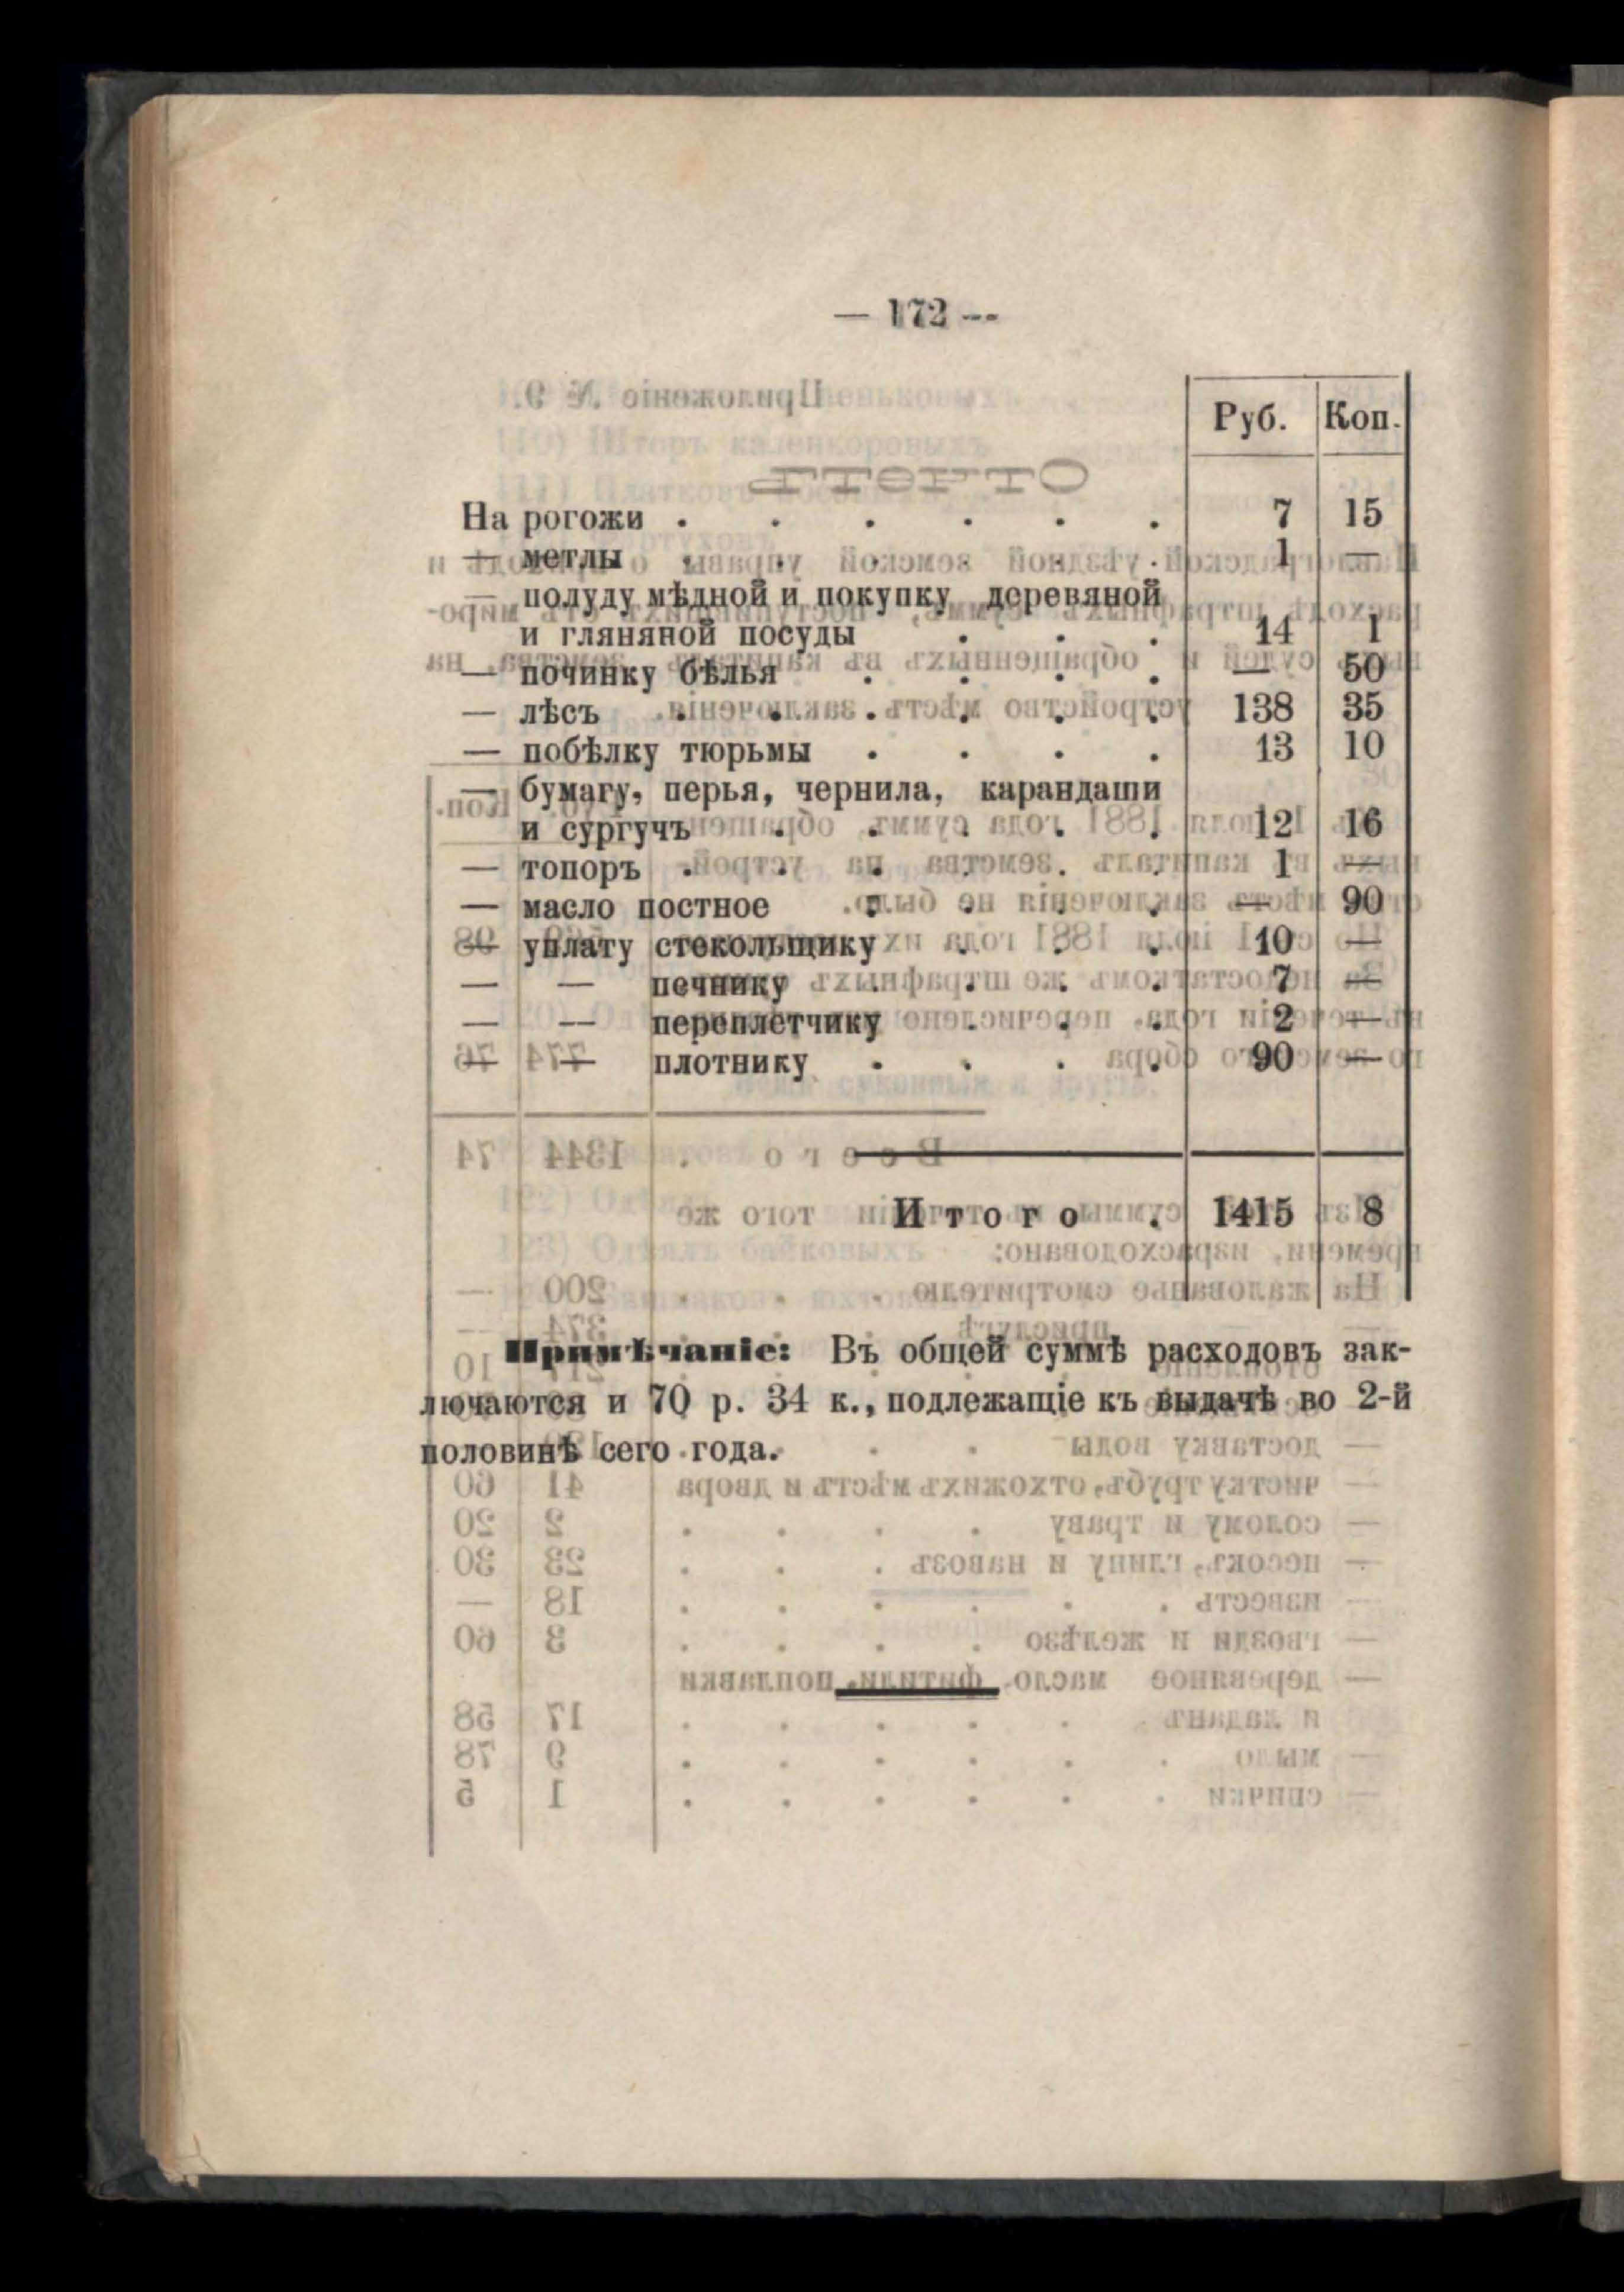 — 172 —
Руб. Коп.
На рогожи . . . . . . 7 15
— метлы . . . . . . 1 —
— полуду мѣдной и покупку деревяной
и гляняной посуды . . . 14 1
— починку бѣлья . . . . — 50
— лѣсъ . . . . . . 138 35
— побѣлку тюрьмы . . . . 13 10
— бумагу, перья, чернила, карандаши
и сургучъ . . . . . 12 16
— топоръ . . . . . . 1 —
— масло постное . . . . — 90
— уплату стекольщику . . . 10 —
— — печнику . . . . 7 —
— — переплетчику . . . 2 —
— — плотнику . . . . 90 —
Итого . 1415 8
Примѣчаніе: Въ общей суммѣ расходовъ зак-
лючаются и 70 р. 34 к., подлежащіе къ выдачѣ во 2-й
половинѣ сего года.